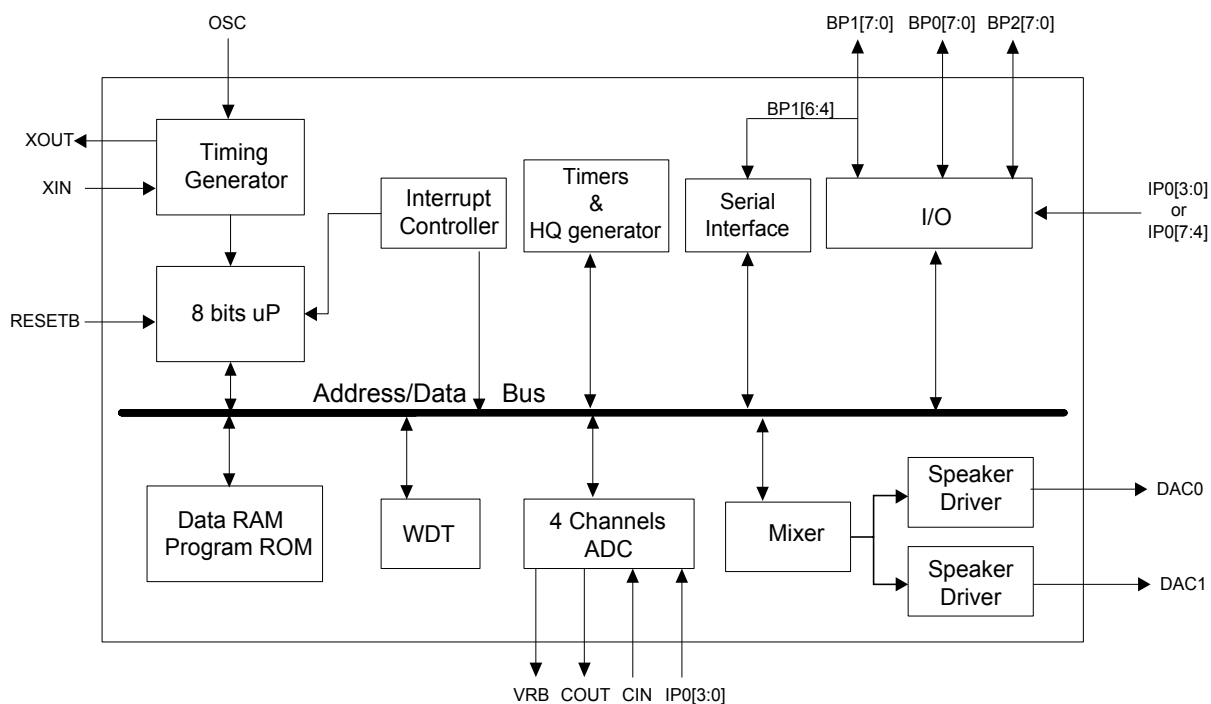 OSC
BP1[7:0] BP0[7:0] BP2[7:0]
BP1[6:4]
XOUT
XIN
Timing
Generator
Interrupt
Controller
Timers
&
HQ generator
Serial
Interface
I/O
IP0[3:0]
or
IP0[7:4]
RESETB
8 bits uP
Address/Data Bus
Data RAM
Program ROM
WDT
4 Channels
ADC
Mixer
Speaker
Driver
DAC0
Speaker
Driver
DAC1
VRB COUT CIN IP0[3:0]